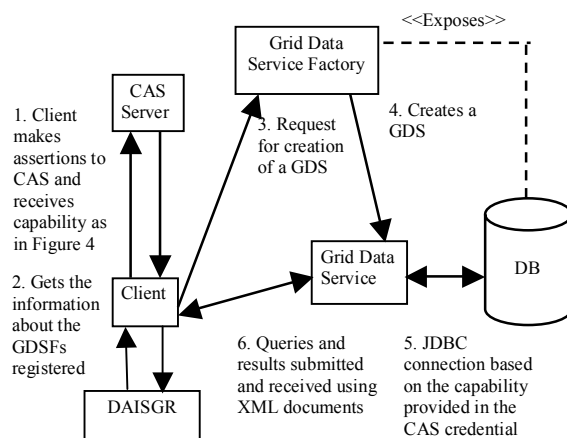 <<Exposes>>
Grid Data
Service Factory
CAS
Server
1. Client
makes
assertions to
CAS and
receives
capability as
in Figure 4
3. Request
for creation
of a GDS
4. Creates a
GDS
2. Gets the
information
about the
GDSFs
registered
Client
Grid Data
Service
DB
DAISGR
6. Queries and
results submitted
and received using
XML documents
5. JDBC
connection based
on the capability
provided in the
CAS credential